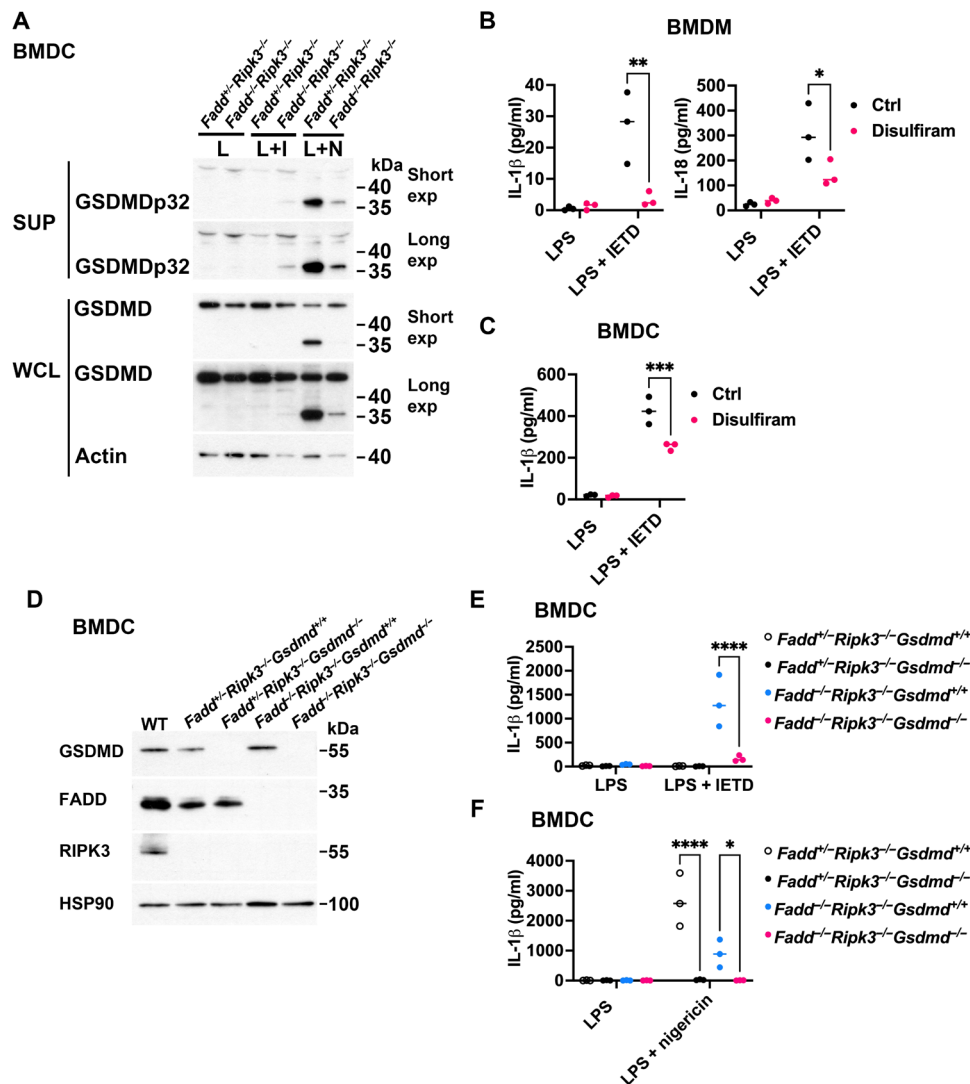 A
BMDC
Fadd+/–Ripk3–/–
Fadd–/–Ripk3–/–
Fadd+/–Ripk3–/–
Fadd–/–Ripk3–/–
Fadd+/–Ripk3–/–
Fadd–/–Ripk3–/–
L L+I L+N
kDa
SUP
GSDMDp32
40
35
Short
exp
GSDMDp32
40
35
Long
exp
WCL
GSDMD
40
35
Short
exp
GSDMD
40
35
Long
exp
Actin
40
B
BMDM
IL-1β (pg/ml)
40
30
20
10
0
**
LPS
LPS + IETD
IL-18 (pg/ml)
500
400
300
200
100
0
*
LPS
LPS + IETD
Ctrl
Disulfiram
C
BMDC
IL-1β (pg/ml)
600
400
200
0
***
LPS
LPS + IETD
Ctrl
Disulfiram
D
BMDC
WT
Fadd+/–Ripk3–/–Gsdmd+/+
Fadd+/–Ripk3–/–Gsdmd–/–
Fadd–/–Ripk3–/–Gsdmd+/+
Fadd–/–Ripk3–/–Gsdmd–/–
kDa
GSDMD
55
FADD
35
RIPK3
55
HSP90
100
E
BMDC
IL-1β (pg/ml)
2500
2000
1500
1000
500
0
****
LPS
LPS + IETD
Fadd+/–Ripk3–/–Gsdmd+/+
Fadd+/–Ripk3–/–Gsdmd–/–
Fadd–/–Ripk3–/–Gsdmd+/+
Fadd–/–Ripk3–/–Gsdmd–/–
F
BMDC
IL-1β (pg/ml)
4000
3000
2000
1000
0
**** *
LPS
LPS + nigericin
Fadd+/–Ripk3–/–Gsdmd+/+
Fadd+/–Ripk3–/–Gsdmd–/–
Fadd–/–Ripk3–/–Gsdmd+/+
Fadd–/–Ripk3–/–Gsdmd–/–